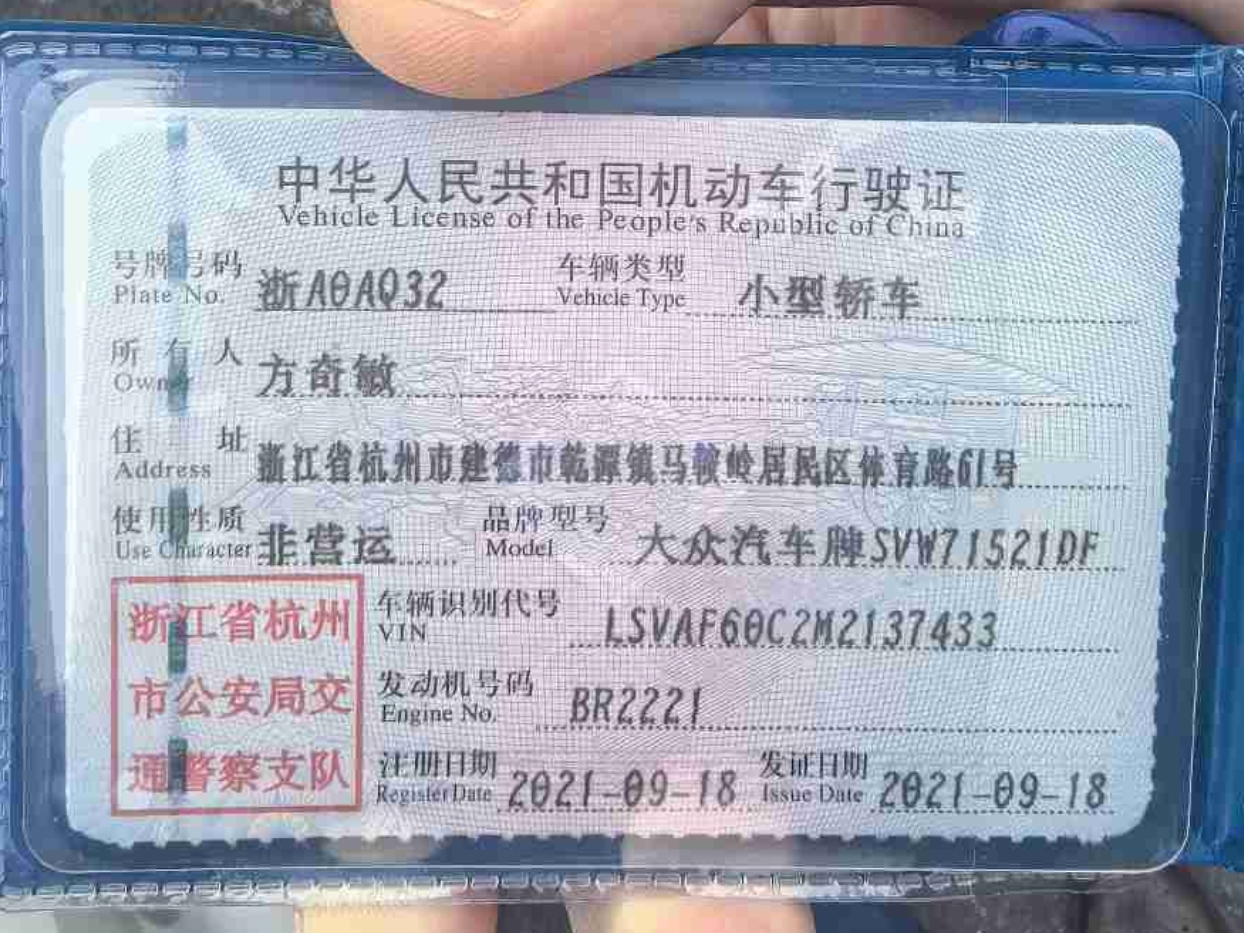 中华人民共和国机动车行驶证
Vehicle License of the People's Republic of China
号牌号码 浙A0AQ32 车辆类型 小型轿车
Plate No. Vehicle Type
所有人 方奇敏
Owner
住址 浙江省杭州市建德市乾潭镇马鞍岭居民区体育路61号
Address
使用性质 非营运 品牌型号 大众汽车牌SVW71521DF
Use Character Model
浙江省杭州
市公安局交
通警察支队
车辆识别代号 LSVAF60C2M2137433
VIN
发动机号码 BR2221
Engine No.
注册日期 2021-09-18 发证日期 2021-09-18
Register Date Issue Date